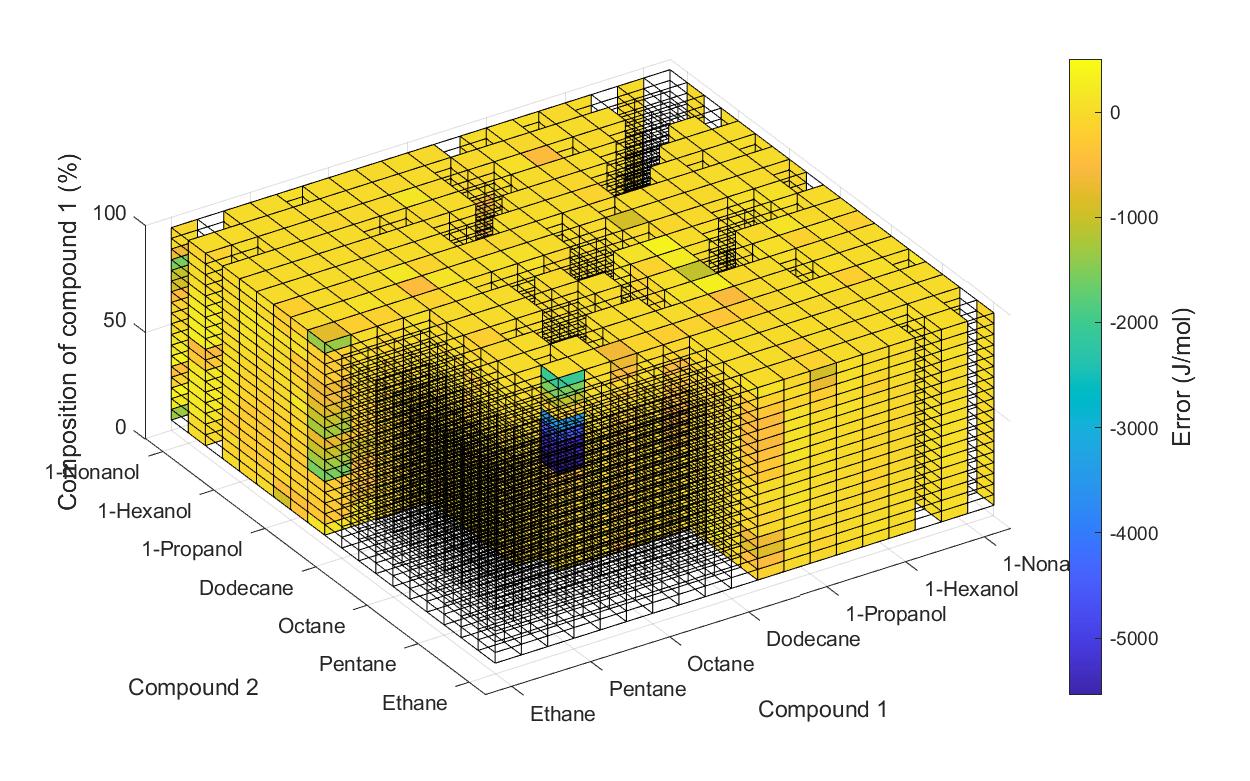 Composition of compound 1 (%)
100
50
0
1-Nonanol
1-Hexanol
1-Propanol
Dodecane
Octane
Pentane
Ethane
Compound 2
Ethane
Pentane
Octane
Dodecane
1-Propanol
1-Hexanol
1-Nona
Compound 1
0
-1000
-2000
-3000
-4000
-5000
Error (J/mol)